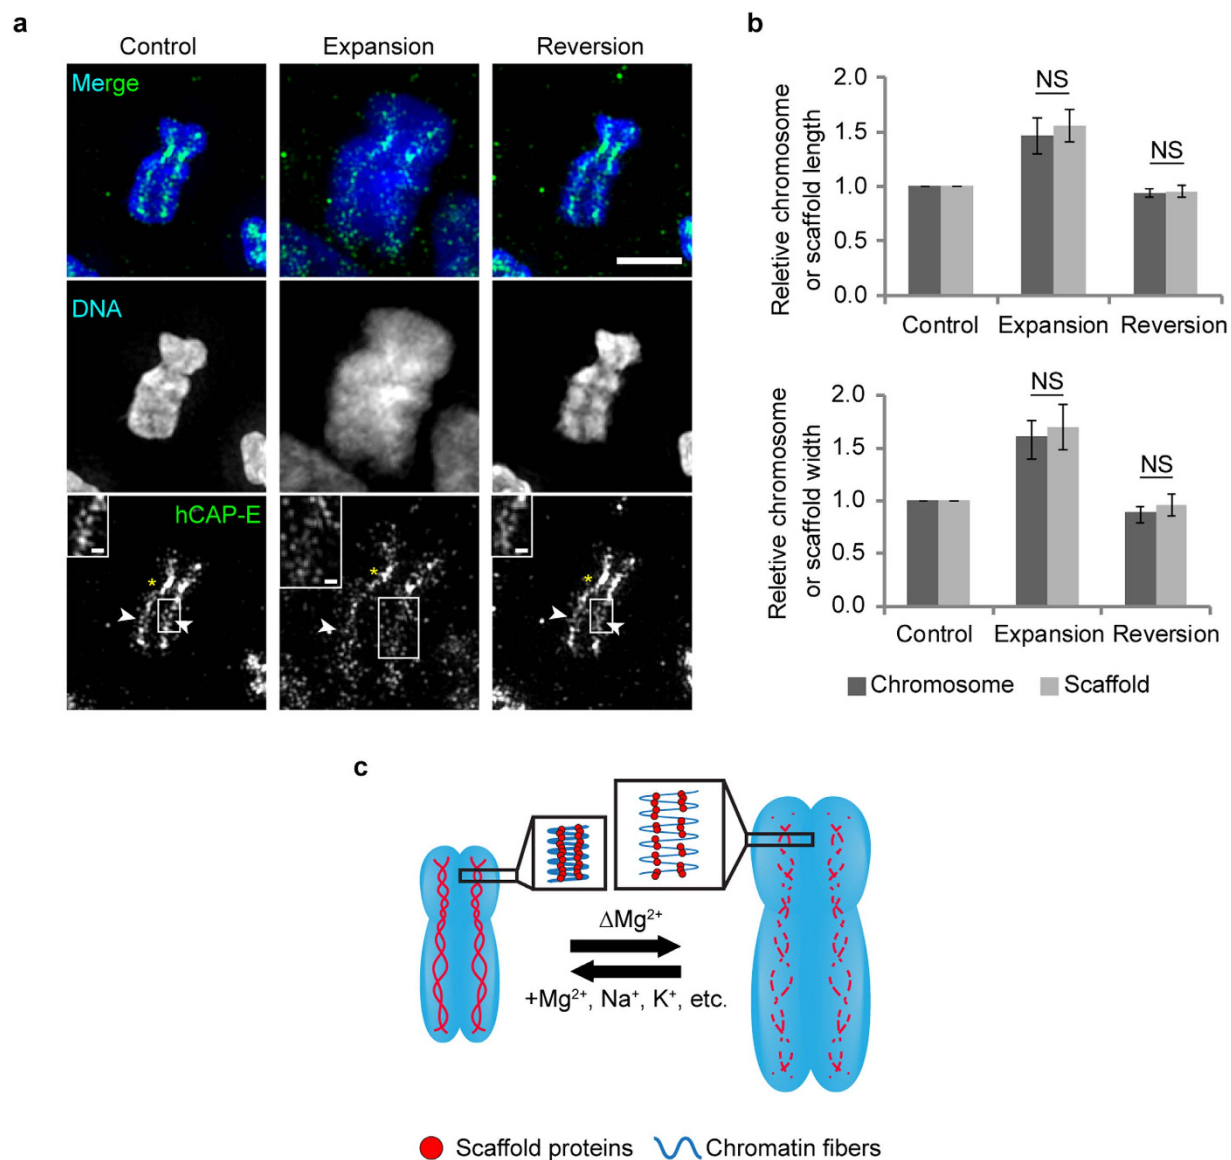 a
Control Expansion Reversion
Merge
DNA
hCAP-E
*
*
*
b
Reletive chromosome
or scaffold length
2.0
1.5
1.0
0.5
0.0
NS
NS
Control Expansion Reversion
Reletive chromosome
or scaffold width
2.0
1.5
1.0
0.5
0.0
NS
NS
Control Expansion Reversion
Chromosome Scaffold
c
ΔMg²⁺
+Mg²⁺, Na⁺, K⁺, etc.
Scaffold proteins Chromatin fibers